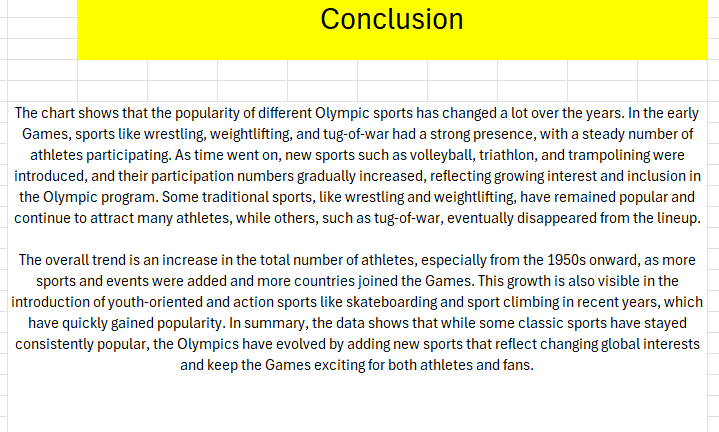 Conclusion
The chart shows that the popularity of different Olympic sports has changed a lot over the years. In the early
Games, sports like wrestling, weightlifting, and tug-of-war had a strong presence, with a steady number of
athletes participating. As time went on, new sports such as volleyball, triathlon, and trampolining were
introduced, and their participation numbers gradually increased, reflecting growing interest and inclusion in
the Olympic program. Some traditional sports, like wrestling and weightlifting, have remained popular and
continue to attract many athletes, while others, such as tug-of-war, eventually disappeared from the lineup.
The overall trend is an increase in the total number of athletes, especially from the 1950s onward, as more
sports and events were added and more countries joined the Games. This growth is also visible in the
introduction of youth-oriented and action sports like skateboarding and sport climbing in recent years, which
have quickly gained popularity. In summary, the data shows that while some classic sports have stayed
consistently popular, the Olympics have evolved by adding new sports that reflect changing global interests
and keep the Games exciting for both athletes and fans.